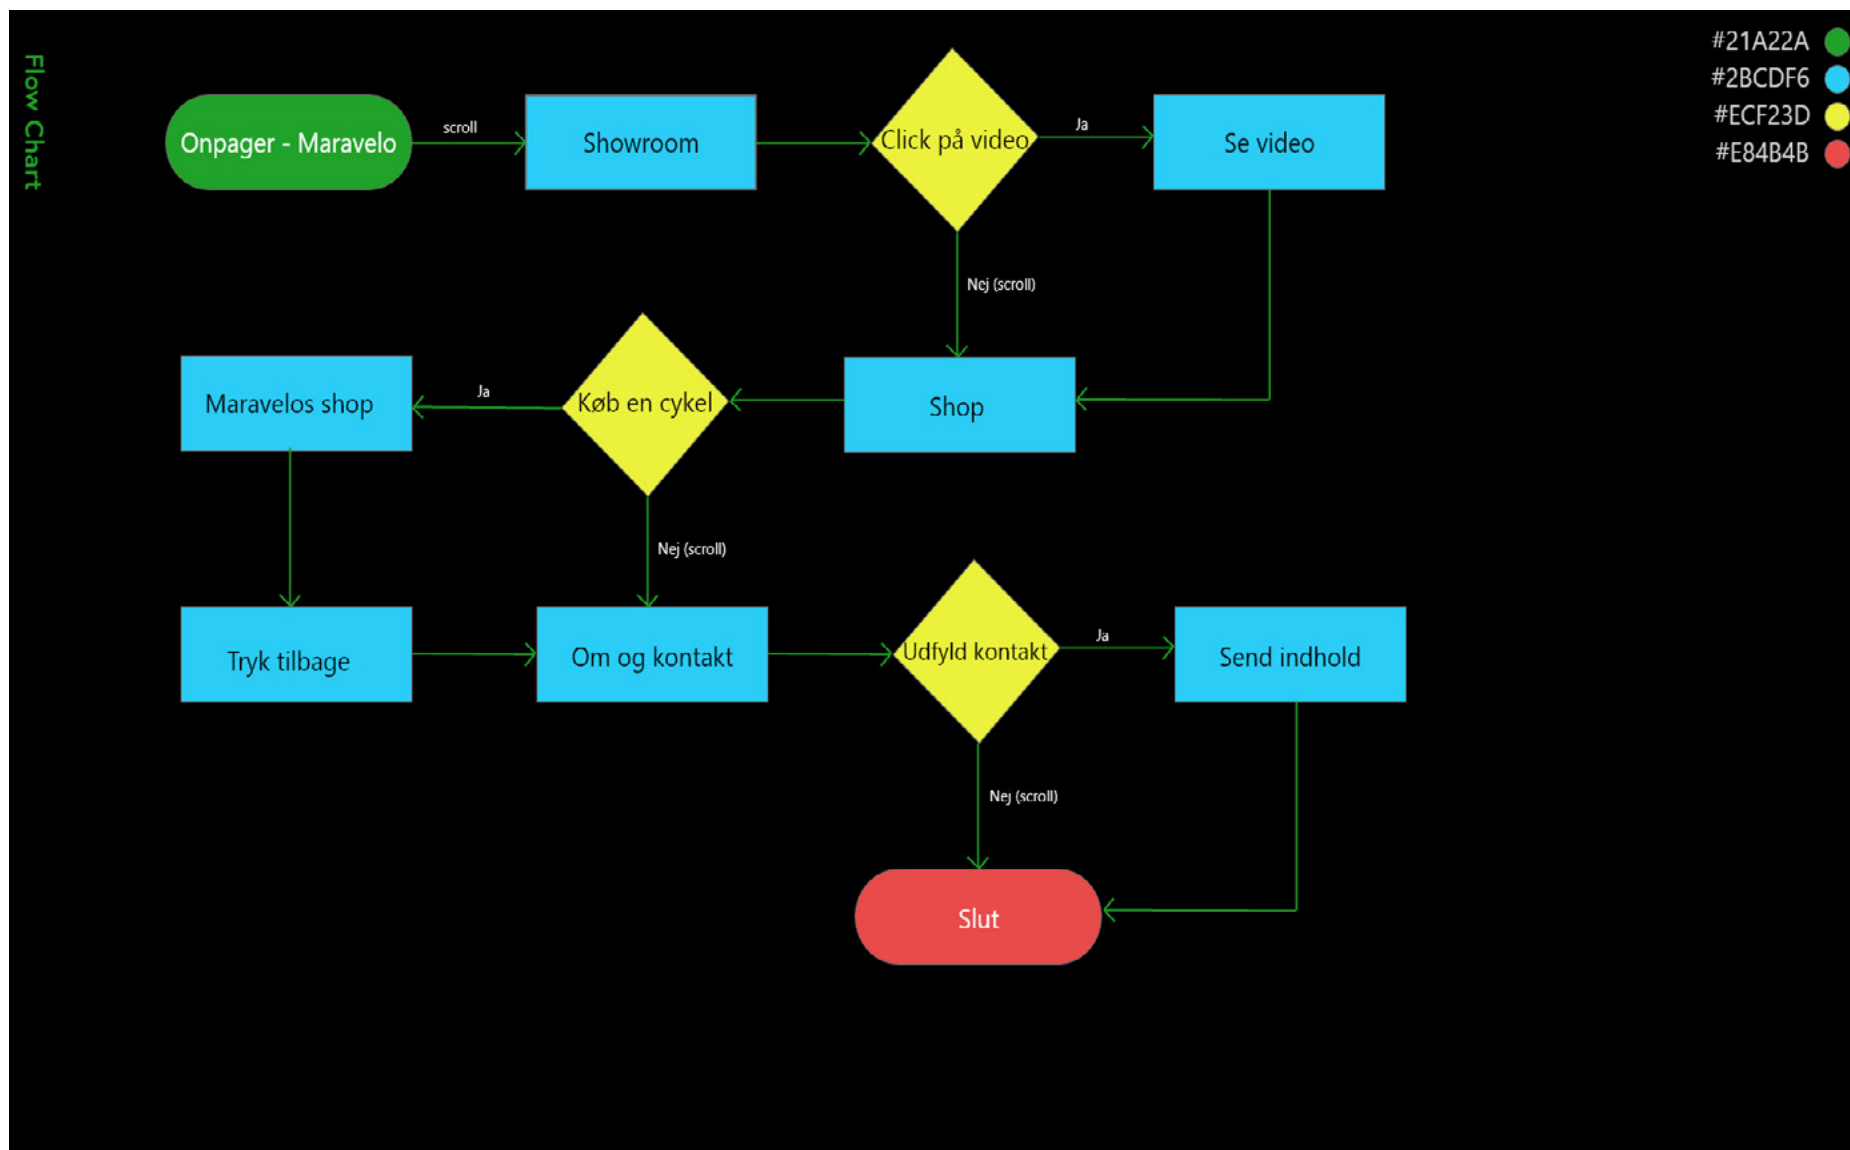 Flow Chart
#21A22A
#2BCDF6
#ECF23D
#E84B4B
Onpager - Maravelo
scroll
Showroom
Click på video
Ja
Se video
Nej (scroll)
Maravelos shop
Ja
Køb en cykel
Shop
Nej (scroll)
Tryk tilbage
Om og kontakt
Udfyld kontakt
Ja
Send indhold
Nej (scroll)
Slut